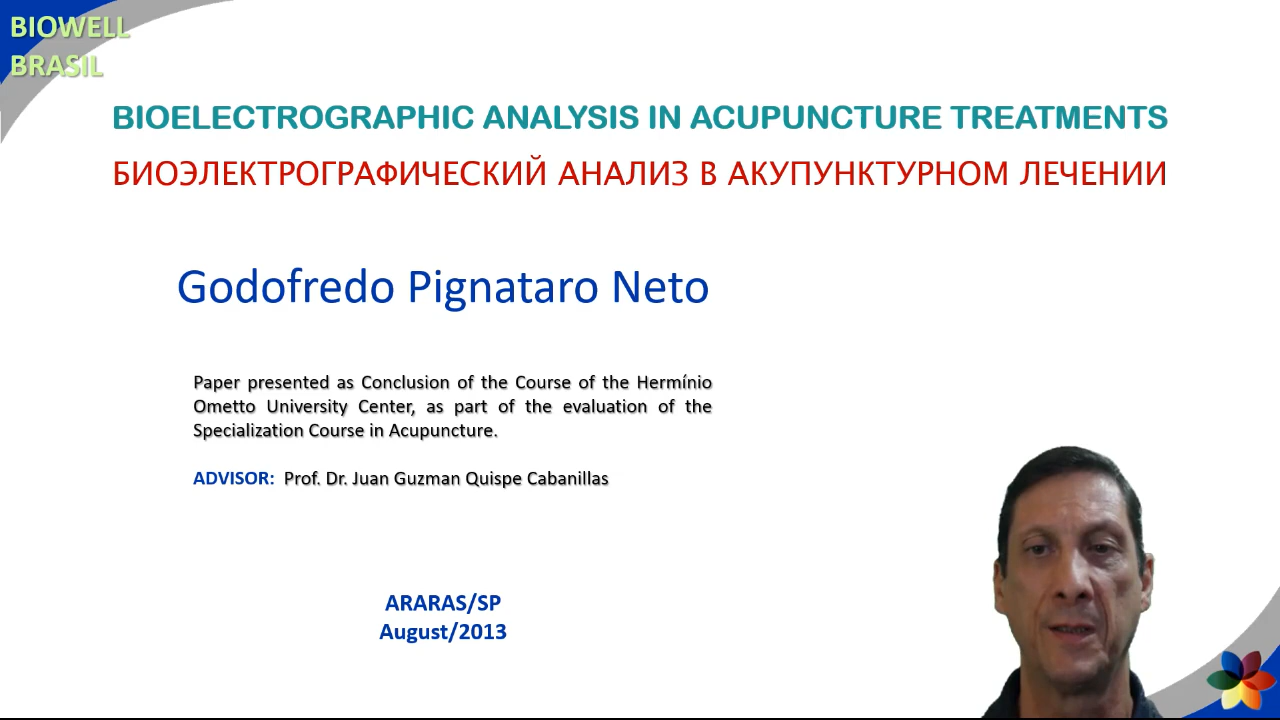 BIOWELL
BRASIL
BIOELECTROGRAPHIC ANALYSIS IN ACUPUNCTURE TREATMENTS
БИОЭЛЕКТРОГРАФИЧЕСКИЙ АНАЛИЗ В АКУПУНКТУРНОМ ЛЕЧЕНИИ
Godofredo Pignataro Neto
Paper presented as Conclusion of the Course of the Hermínio
Ometto University Center, as part of the evaluation of the
Specialization Course in Acupuncture.
ADVISOR: Prof. Dr. Juan Guzman Quispe Cabanillas
ARARAS/SP
August/2013